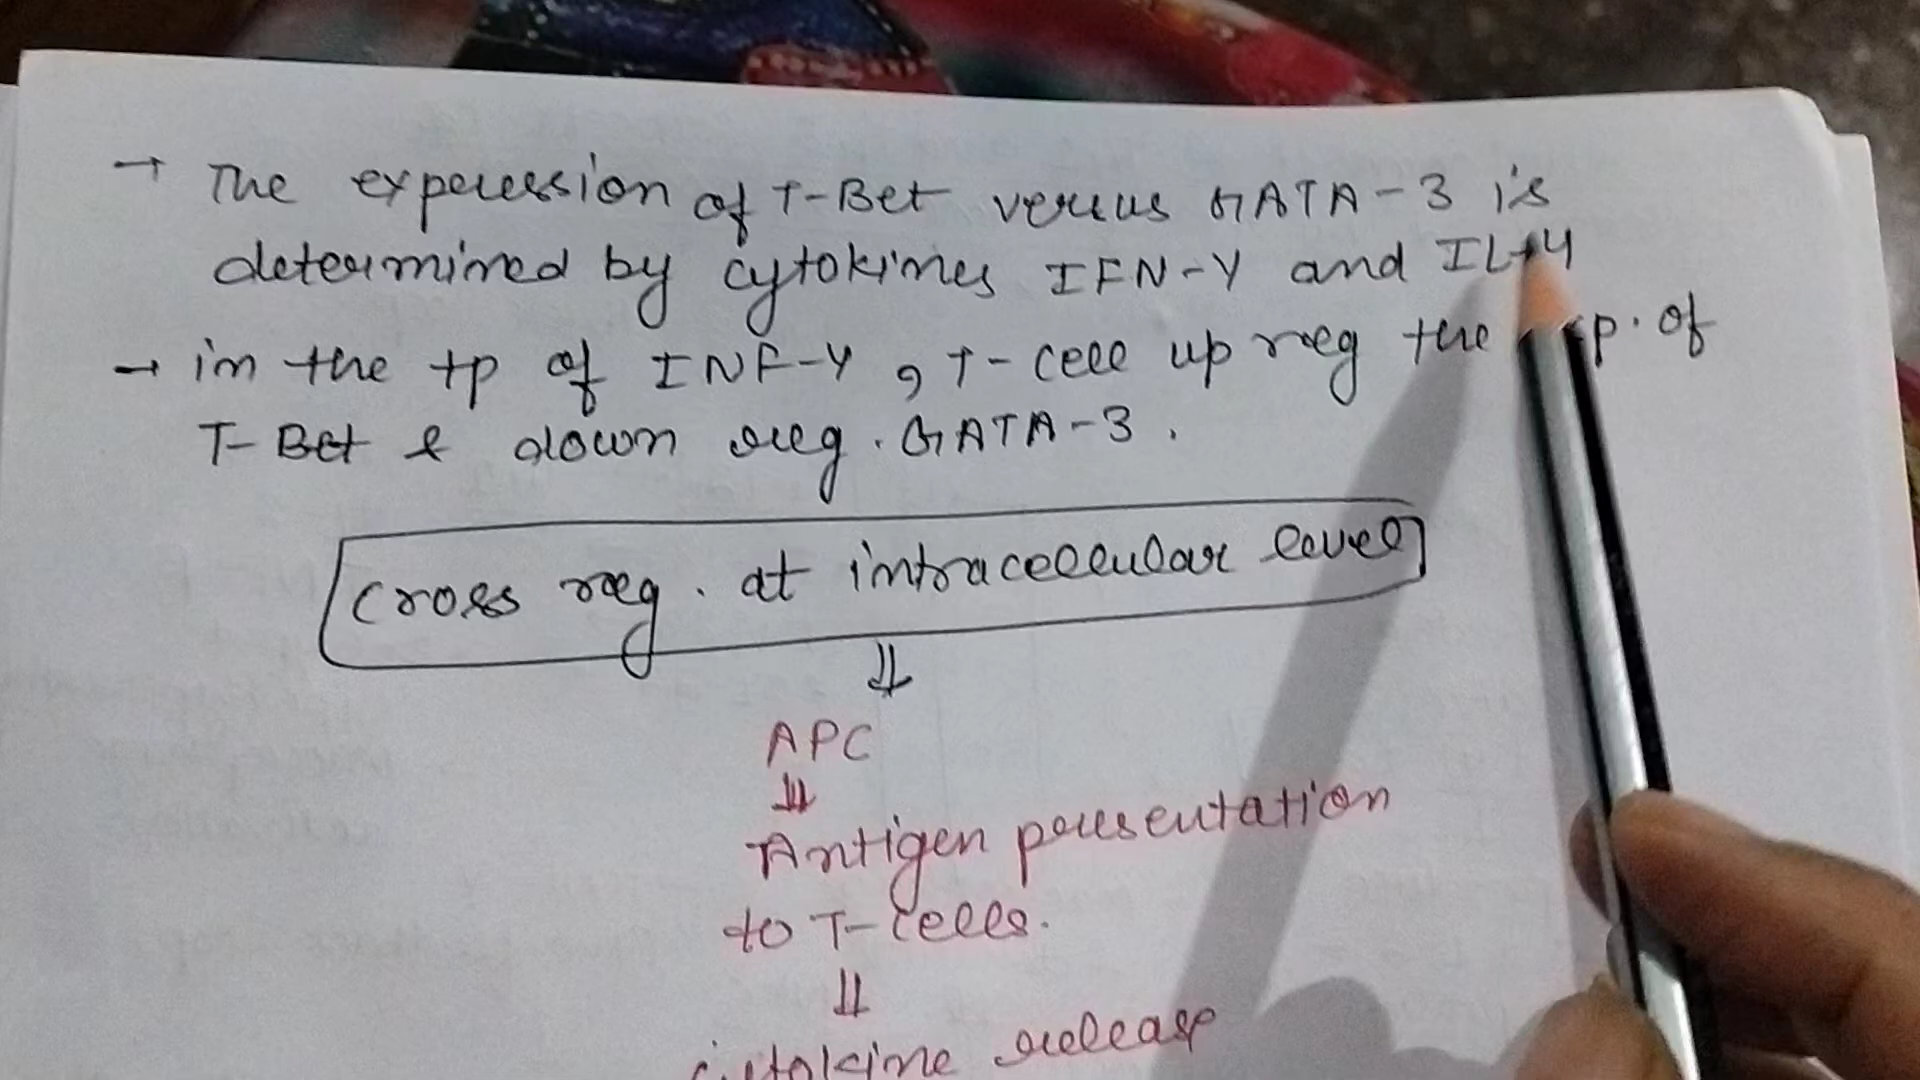 → The expression of T-Bet versus GATA-3 is
determined by cytokines IFN-γ and IL-4
→ in the tp of INF-γ, T-cell up reg the of
T-Bet & down reg. GATA-3.
Cross reg. at intracellular level
⇓
APC
⇓
Antigen presentation
to T-cells.
⇓
cytokine release